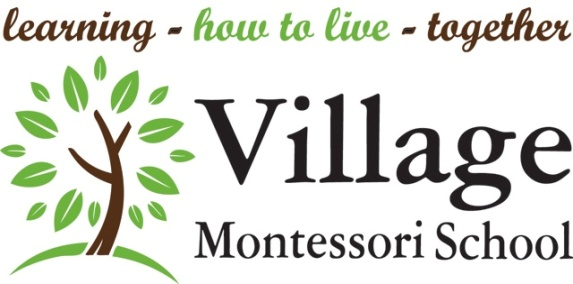 learning - how to live - together
Village
Montessori School